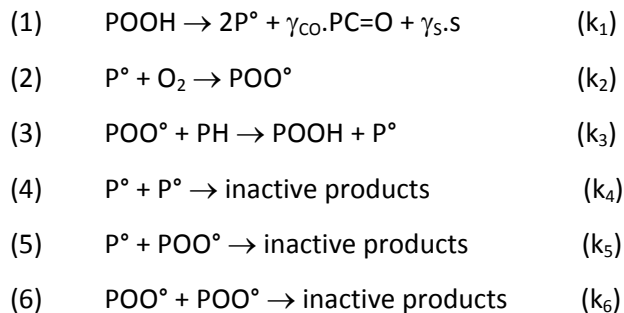 (1) POOH → 2P° + γCO.PC=O + γS.s (k1)
(2) P° + O2 → POO° (k2)
(3) POO° + PH → POOH + P° (k3)
(4) P° + P° → inactive products (k4)
(5) P° + POO° → inactive products (k5)
(6) POO° + POO° → inactive products (k6)